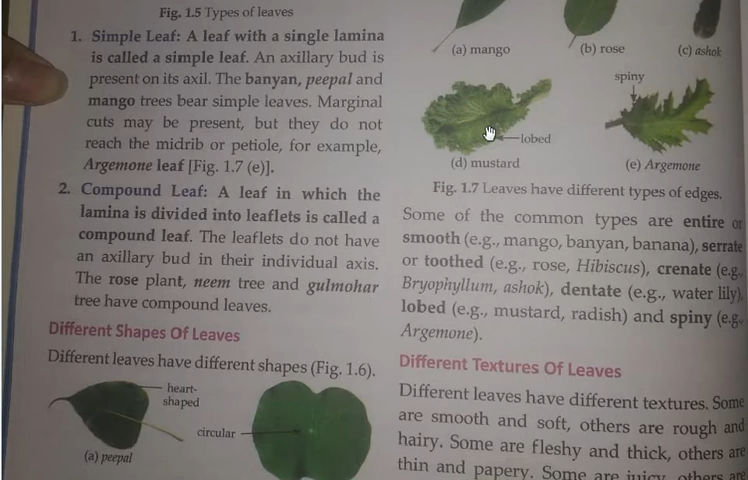 Fig. 1.5 Types of leaves
1. Simple Leaf: A leaf with a single lamina
is called a simple leaf. An axillary bud is
present on its axil. The banyan, peepal and
mango trees bear simple leaves. Marginal
cuts may be present, but they do not
reach the midrib or petiole, for example,
Argemone leaf [Fig. 1.7 (e)].
2. Compound Leaf: A leaf in which the
lamina is divided into leaflets is called a
compound leaf. The leaflets do not have
an axillary bud in their individual axis.
The rose plant, neem tree and gulmohar
tree have compound leaves.
Different Shapes Of Leaves
Different leaves have different shapes (Fig. 1.6).
heart-
shaped
circular
(a) peepal
(a) mango
(b) rose
(c) ashok
spiny
lobed
(d) mustard
(e) Argemone
Fig. 1.7 Leaves have different types of edges.
Some of the common types are entire or
smooth (e.g., mango, banyan, banana), serrate
or toothed (e.g., rose, Hibiscus), crenate (e.g.,
Bryophyllum, ashok), dentate (e.g., water lily),
lobed (e.g., mustard, radish) and spiny (e.g.,
Argemone).
Different Textures Of Leaves
Different leaves have different textures. Some
are smooth and soft, others are rough and
hairy. Some are fleshy and thick, others are
thin and papery. Some are juicy, others are